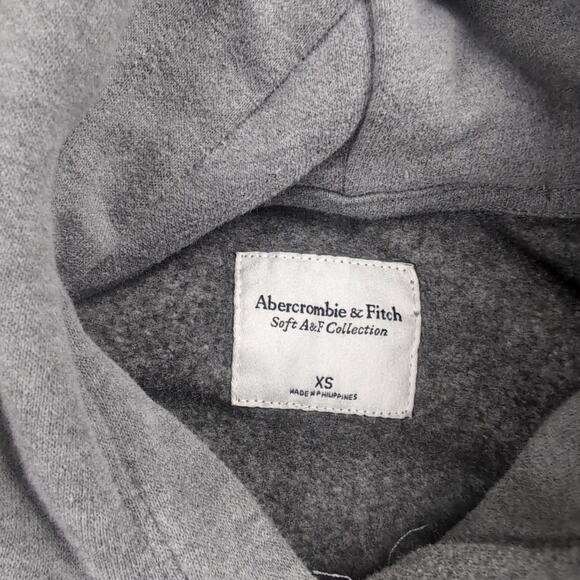 Abercrombie & Fitch
Soft A&F Collection
XS
MADE IN PHILIPPINES